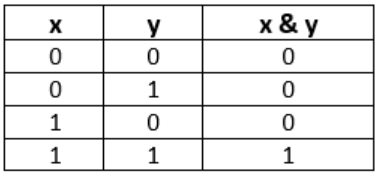 x y x & y
0 0 0
0 1 0
1 0 0
1 1 1